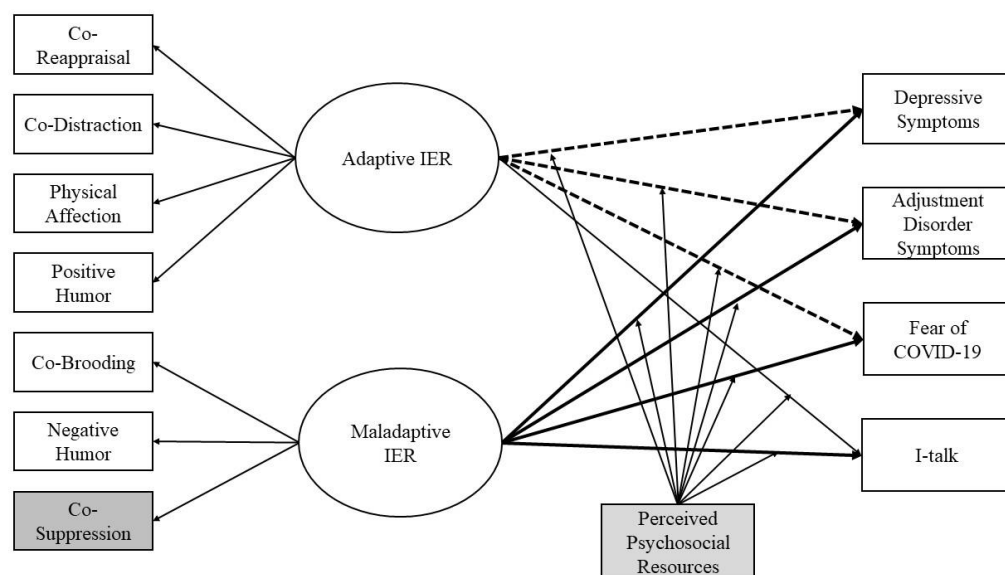 Co-
Reappraisal
Co-Distraction
Physical
Affection
Positive
Humor
Co-Brooding
Negative
Humor
Co-
Suppression
Adaptive IER
Maladaptive
IER
Depressive
Symptoms
Adjustment
Disorder
Symptoms
Fear of
COVID-19
I-talk
Perceived
Psychosocial
Resources